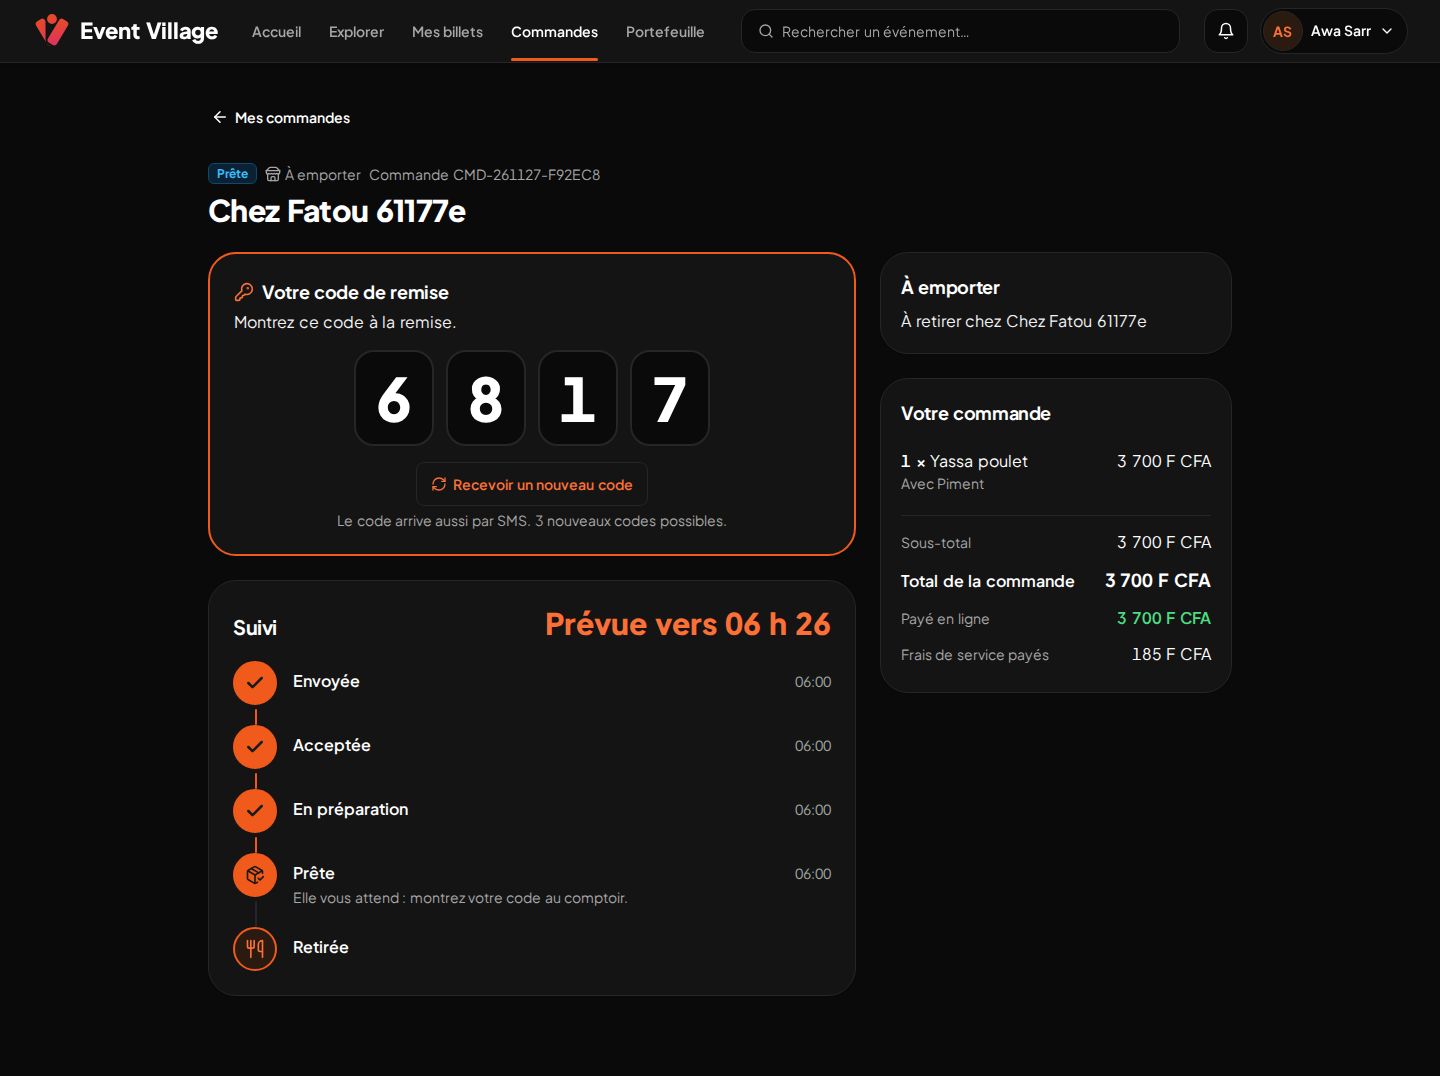 Event Village
Accueil
Explorer
Mes billets
Commandes
Portefeuille
Rechercher un événement...
AS
Awa Sarr
Mes commandes
Prête
À emporter
Commande CMD-261127-F92EC8
Chez Fatou 61177e
Votre code de remise
Montrez ce code à la remise.
6 8 1 7
Recevoir un nouveau code
Le code arrive aussi par SMS. 3 nouveaux codes possibles.
Suivi
Prévue vers 06 h 26
Envoyée 06:00
Acceptée 06:00
En préparation 06:00
Prête 06:00
Elle vous attend : montrez votre code au comptoir.
Retirée
À emporter
À retirer chez Chez Fatou 61177e
Votre commande
1 × Yassa poulet 3 700 F CFA
Avec Piment
Sous-total 3 700 F CFA
Total de la commande 3 700 F CFA
Payé en ligne 3 700 F CFA
Frais de service payés 185 F CFA